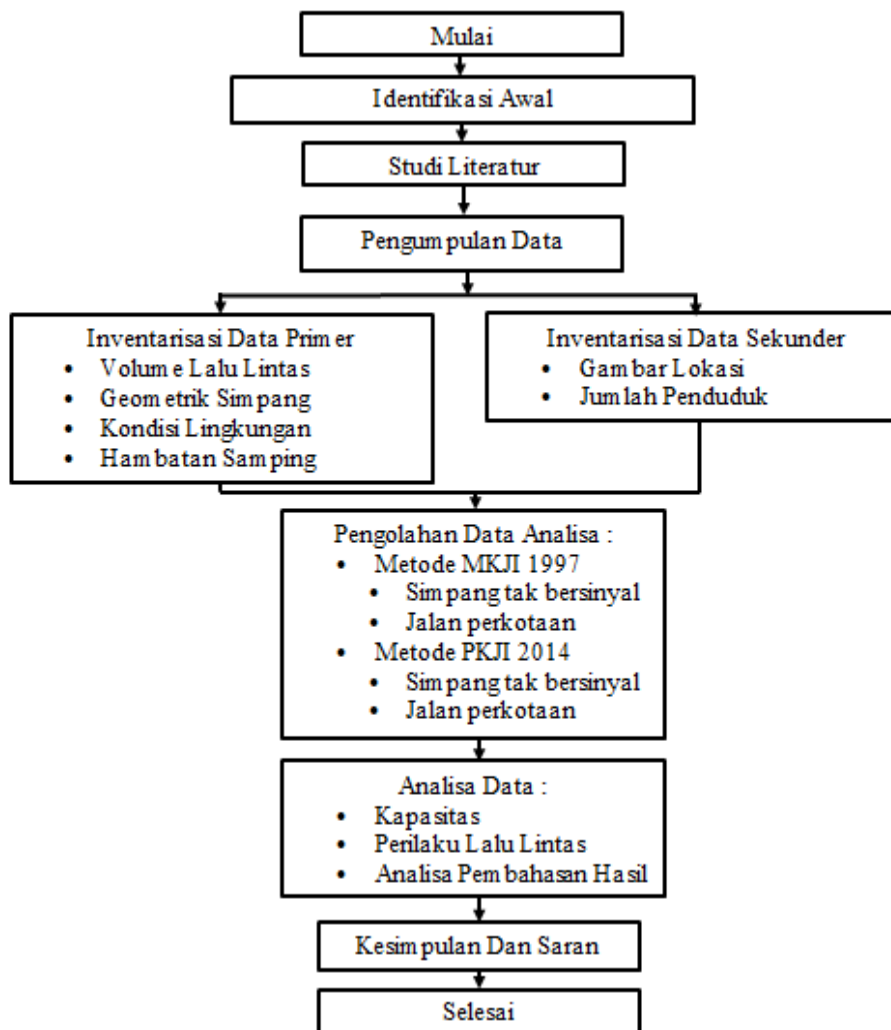 Mulai
Identifikasi Awal
Studi Literatur
Pengumpulan Data
Inventarisasi Data Primer
• Volume Lalu Lintas
• Geometrik Simpang
• Kondisi Lingkungan
• Hambatan Samping
Inventarisasi Data Sekunder
• Gambar Lokasi
• Jumlah Penduduk
Pengolahan Data Analisa :
• Metode MKJI 1997
• Simpang tak bersinyal
• Jalan perkotaan
• Metode PKJI 2014
• Simpang tak bersinyal
• Jalan perkotaan
Analisa Data :
• Kapasitas
• Perilaku Lalu Lintas
• Analisa Pembahasan Hasil
Kesimpulan Dan Saran
Selesai